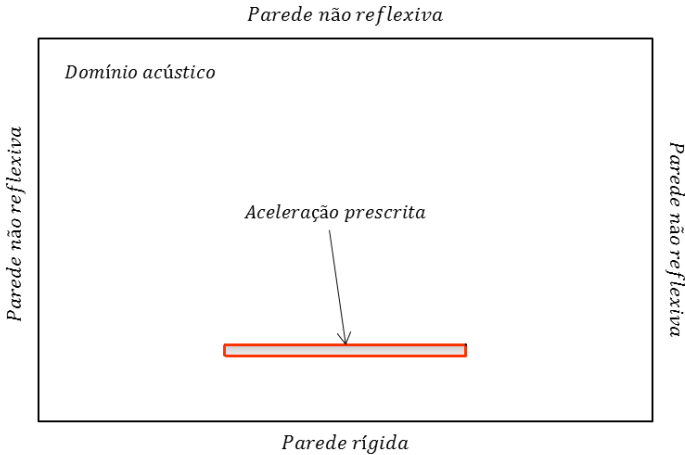 Parede não reflexiva
Domínio acústico
Parede não reflexiva
Parede não reflexiva
Aceleração prescrita
Parede rígida